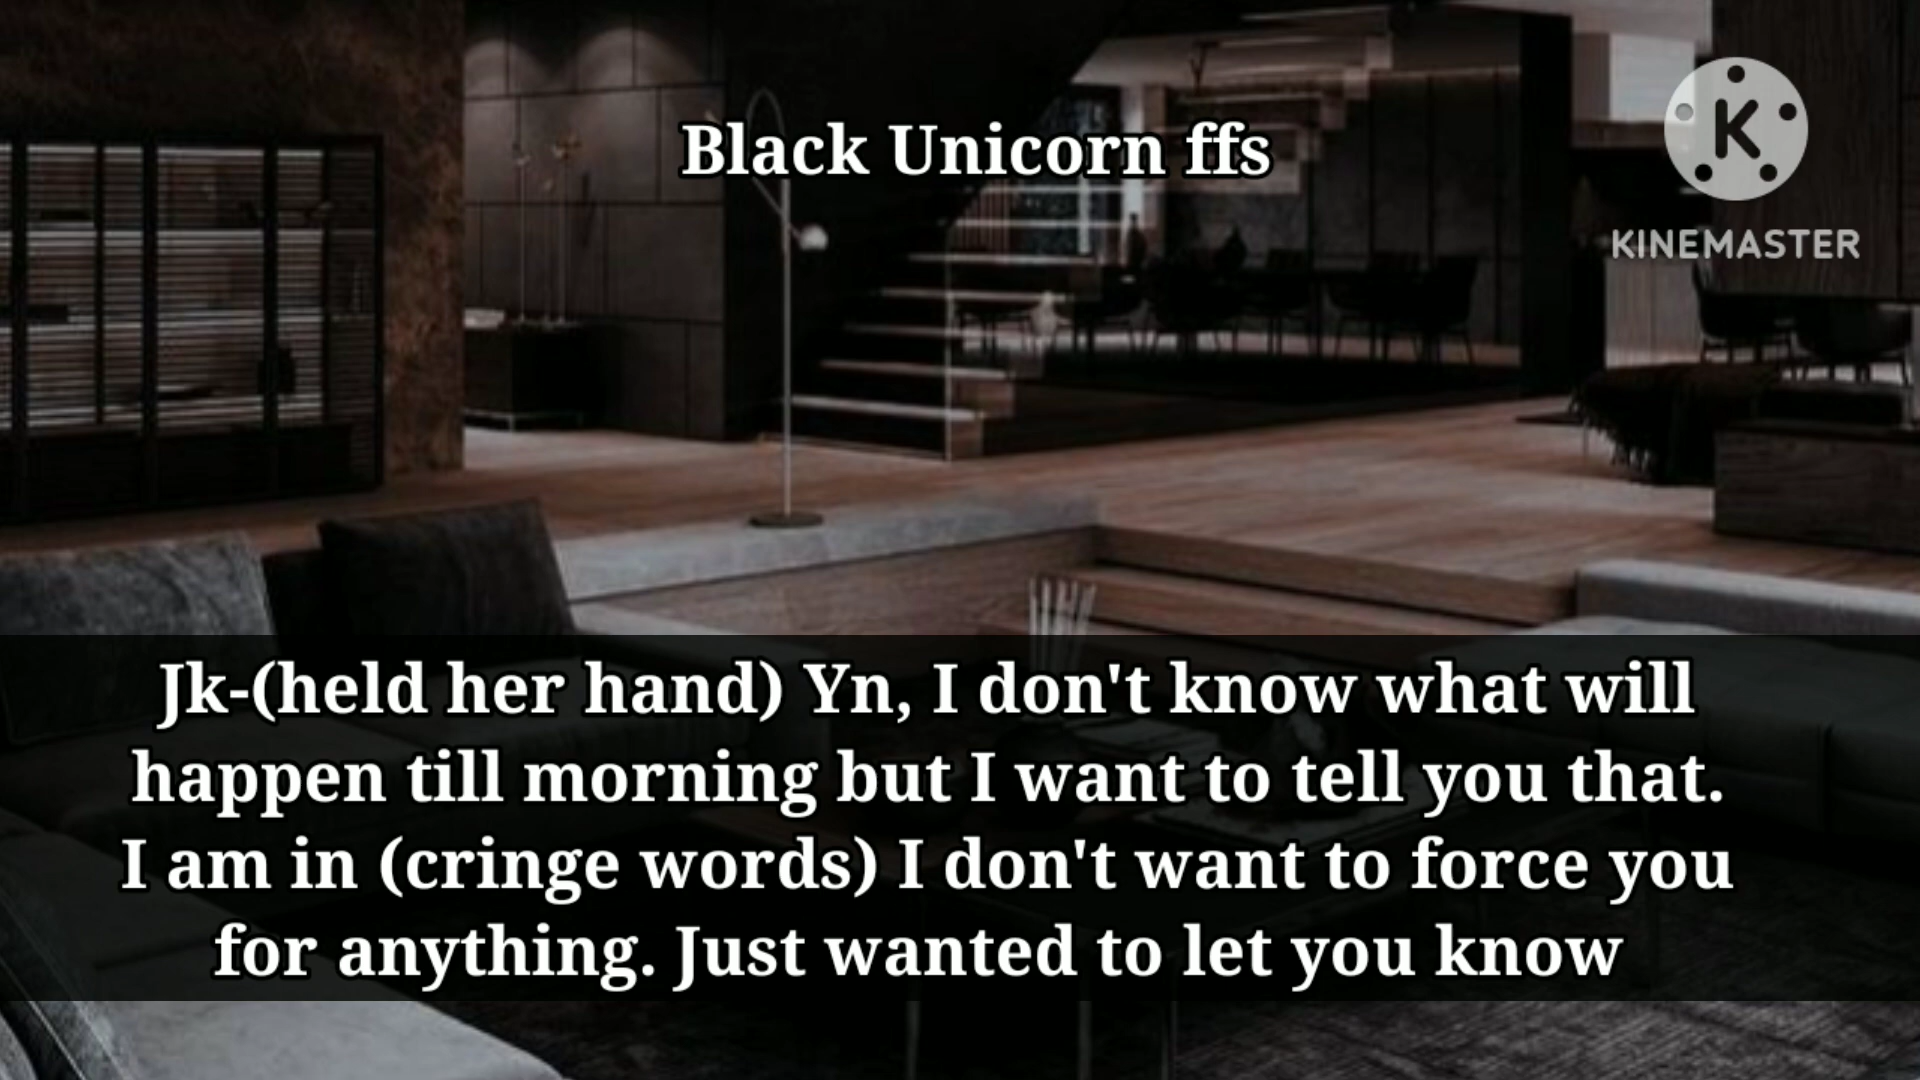 Black Unicorn ffs
K
KINEMASTER
Jk-(held her hand) Yn, I don't know what will
happen till morning but I want to tell you that.
I am in (cringe words) I don't want to force you
for anything. Just wanted to let you know